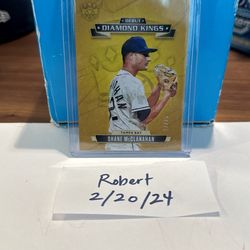 DEBUT
DIAMOND KINGS
TAMPA BAY
SHANE McCLANAHAN
Robert
2/20/24